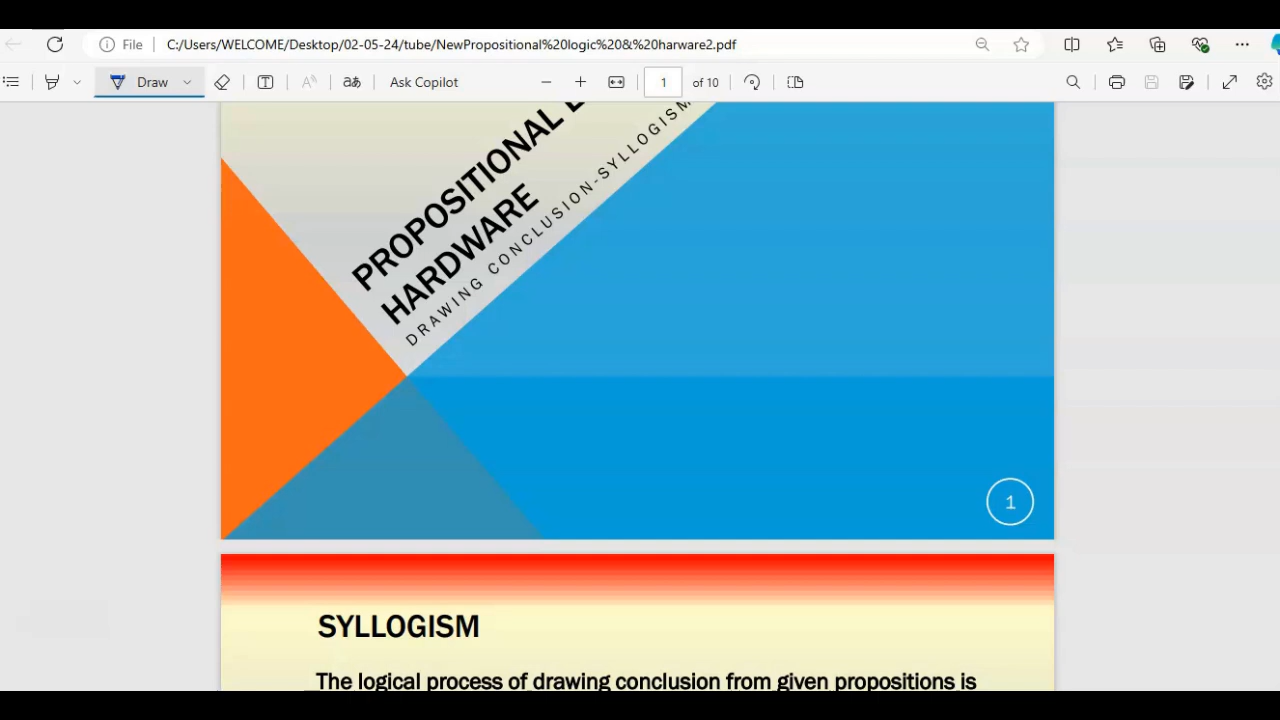 File
C:/Users/WELCOME/Desktop/02-05-24/tube/NewPropositional%20logic%20&%20harware2.pdf
Draw
Ask Copilot
1
of 10
PROPOSITIONAL
HARDWARE
DRAWING CONCLUSION-SYLLOGISM
1
SYLLOGISM
The logical process of drawing conclusion from given propositions is